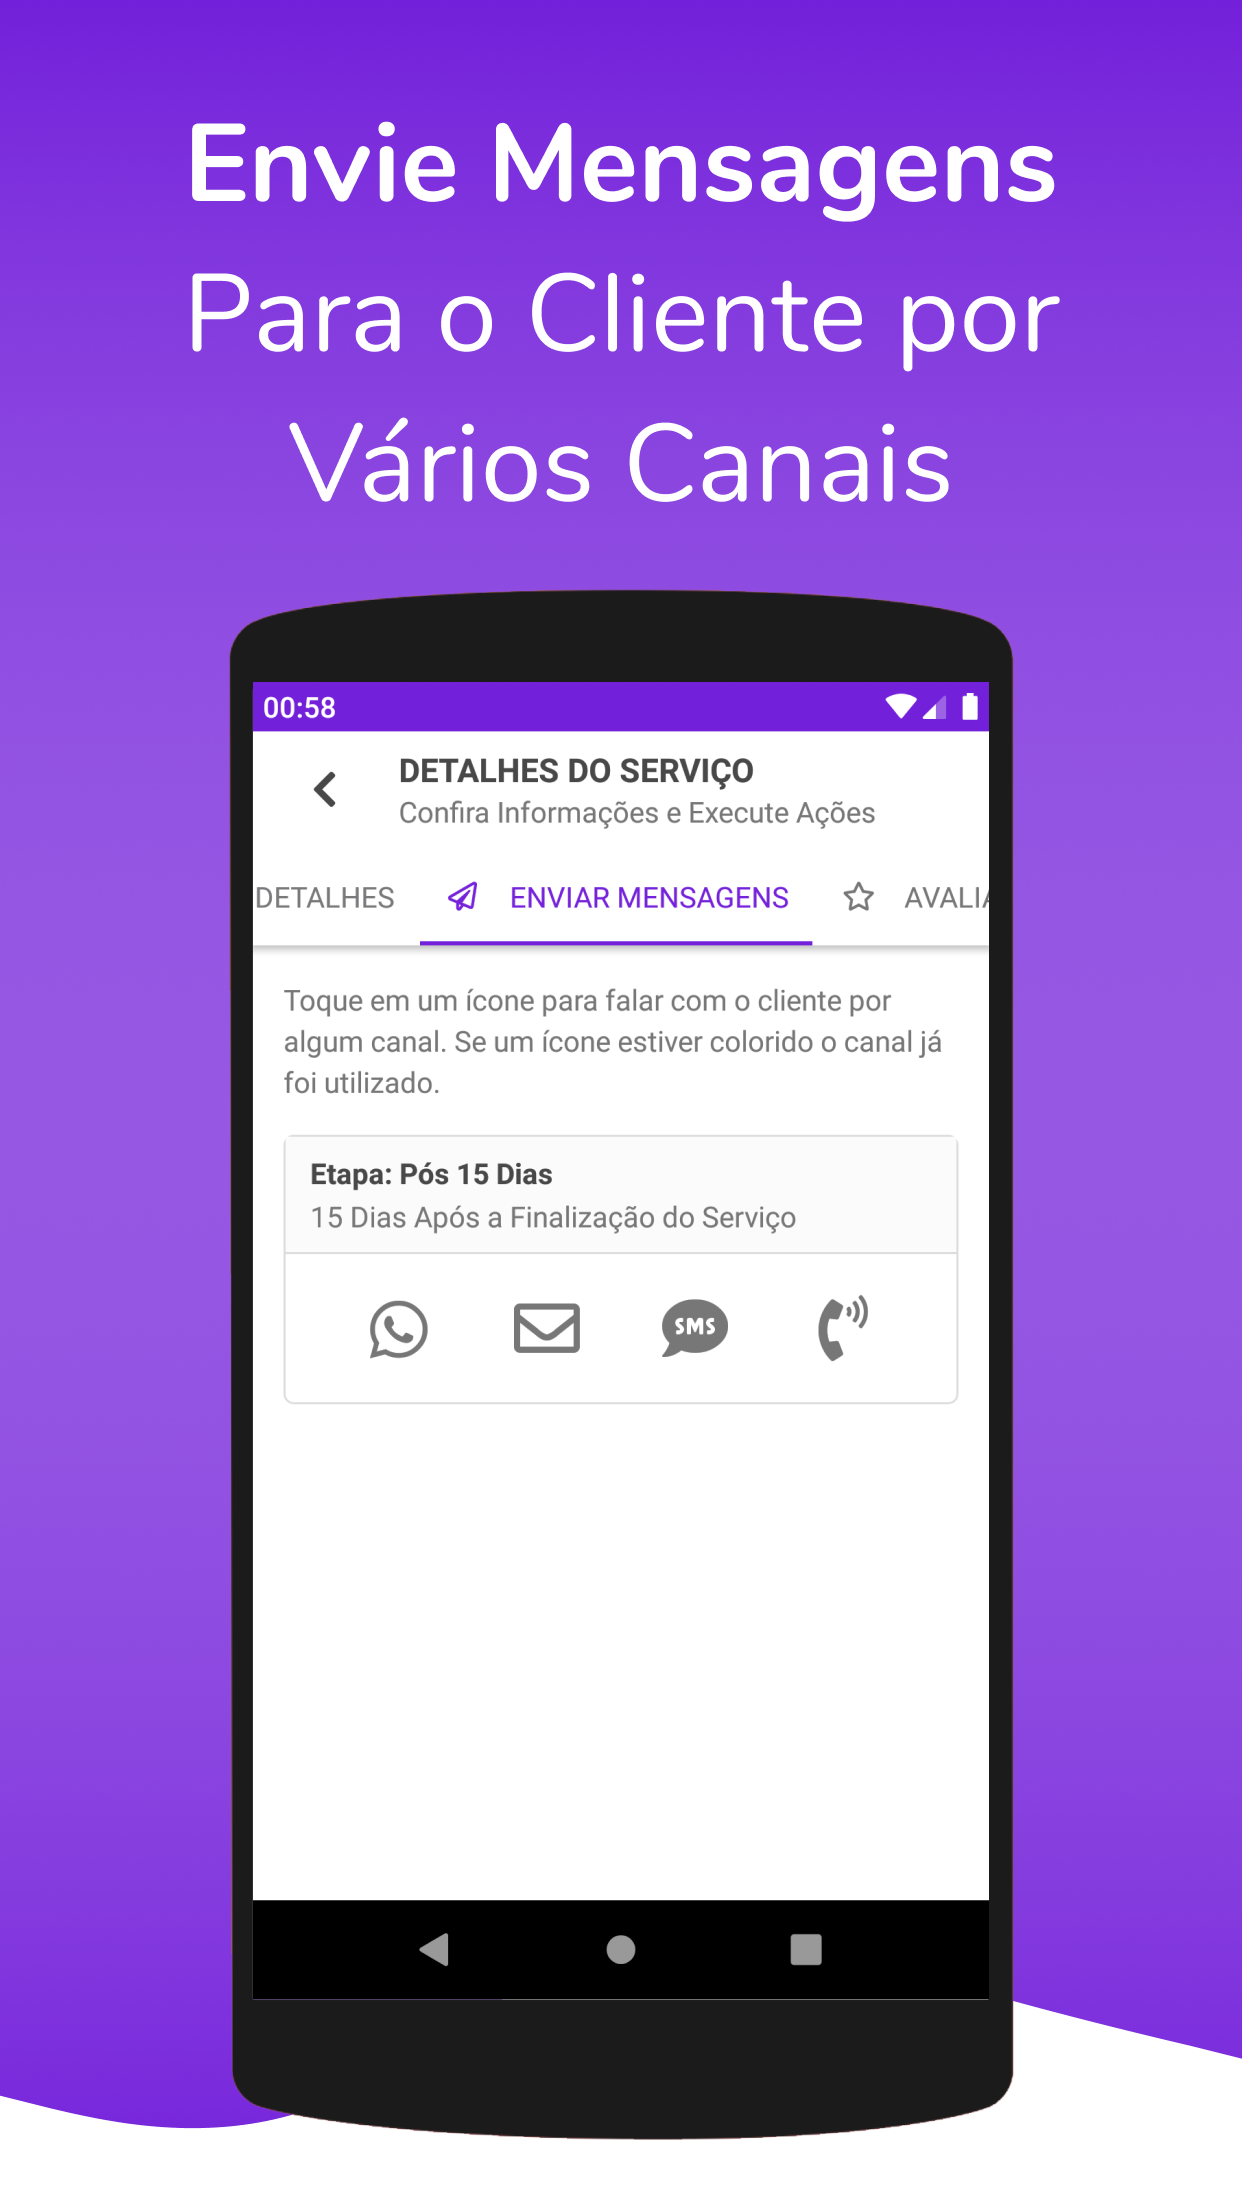 Envie Mensagens
Para o Cliente por
Vários Canais
00:58
DETALHES DO SERVIÇO
Confira Informações e Execute Ações
DETALHES ENVIAR MENSAGENS AVALIA
Toque em um ícone para falar com o cliente por
algum canal. Se um ícone estiver colorido o canal já
foi utilizado.
Etapa: Pós 15 Dias
15 Dias Após a Finalização do Serviço
SMS